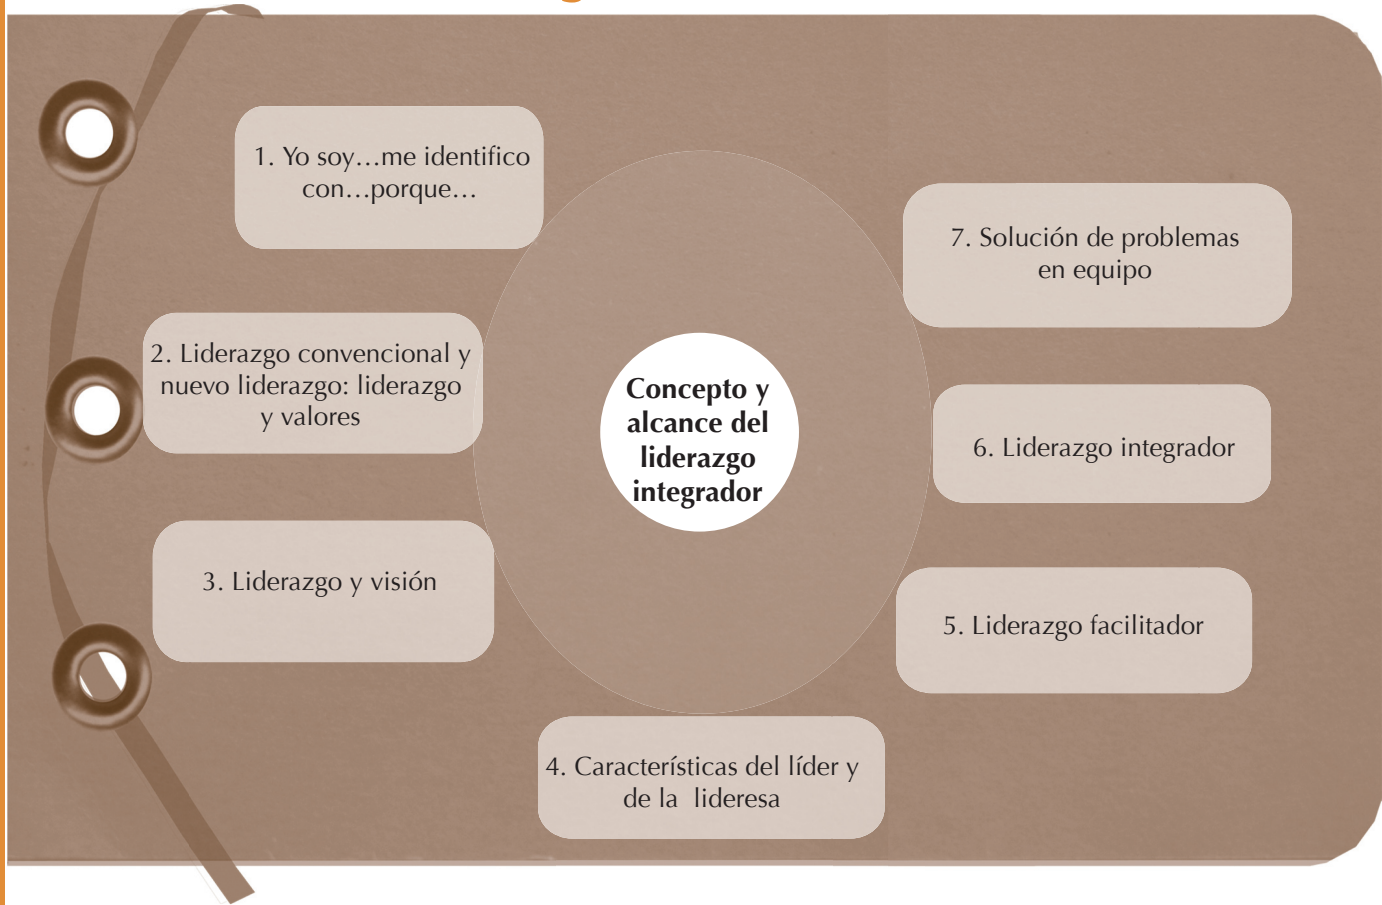 1. Yo soy...me identifico
con...porque...
2. Liderazgo convencional y
nuevo liderazgo: liderazgo
y valores
3. Liderazgo y visión
4. Características del líder y
de la lideresa
5. Liderazgo facilitador
6. Liderazgo integrador
7. Solución de problemas
en equipo
Concepto y
alcance del
liderazgo
integrador